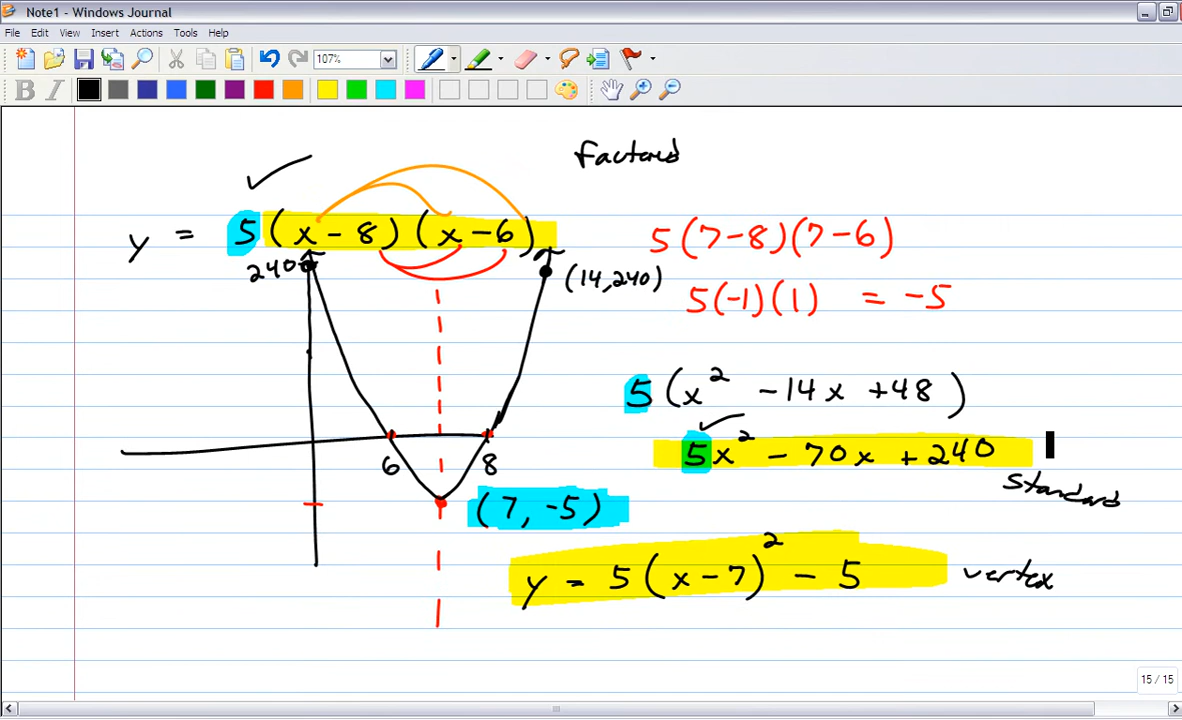 Note1 - Windows Journal
File Edit View Insert Actions Tools Help
107%
B I
Factored
y = 5(x-8)(x-6)
5(7-8)(7-6)
240
(14,240)
5(-1)(1) = -5
5(x² -14x +48)
5x² - 70x + 240
standard
6 8
(7, -5)
y = 5(x-7)² - 5
vertex
15 / 15